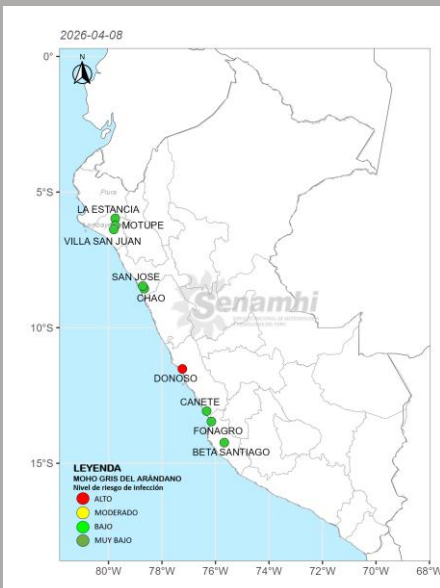 2026-04-08
N
0°
5°S
10°S
15°S
Piura
LA ESTANCIA
MOTUPE
VILLA SAN JUAN
SAN JOSE
CHAO
Senamhi
DONOSO
CANETE
FONAGRO
BETA SANTIAGO
LEYENDA
MOHO GRIS DEL ARÁNDANO
Nivel de riesgo de infección
ALTO
MODERADO
BAJO
MUY BAJO
80°W 78°W 76°W 74°W 72°W 70°W 68°W